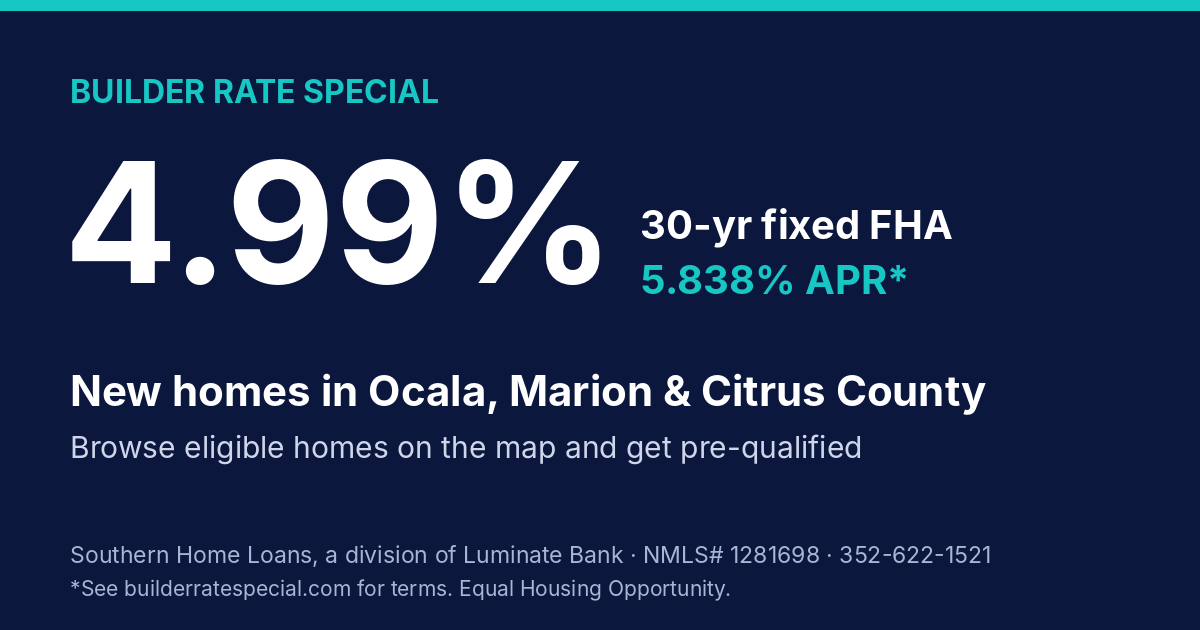 BUILDER RATE SPECIAL
4.99%
30-yr fixed FHA
5.838% APR*
New homes in Ocala, Marion & Citrus County
Browse eligible homes on the map and get pre-qualified
Southern Home Loans, a division of Luminate Bank · NMLS# 1281698 · 352-622-1521
*See builderratespecial.com for terms. Equal Housing Opportunity.